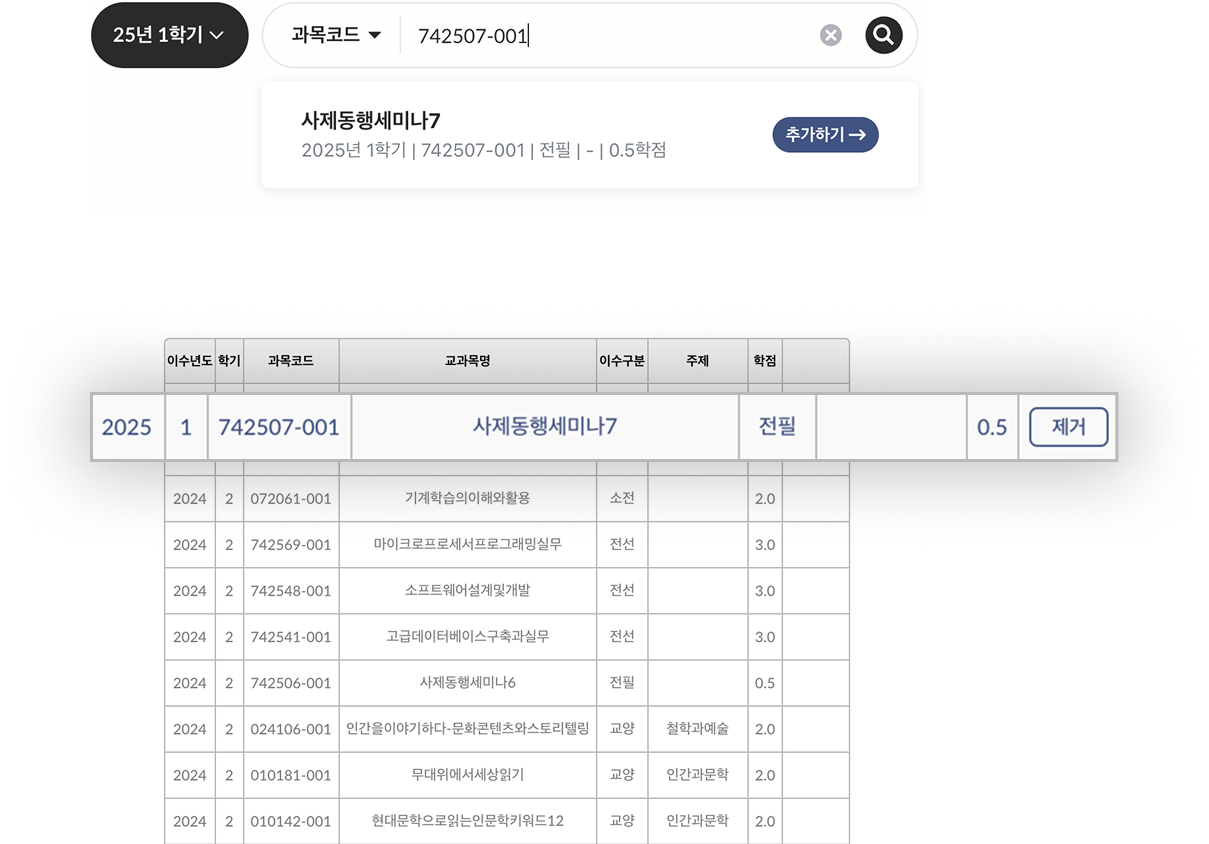 25년 1학기 과목코드 742507-001
사제동행세미나7
2025년 1학기 | 742507-001 | 전필 | - | 0.5학점 추가하기
이수년도 학기 과목코드 교과목명 이수구분 주제 학점
2025 1 742507-001 사제동행세미나7 전필 0.5 제거
2024 2 072061-001 기계학습의이해와활용 소전 2.0
2024 2 742569-001 마이크로프로세서프로그래밍실무 전선 3.0
2024 2 742548-001 소프트웨어설계및개발 전선 3.0
2024 2 742541-001 고급데이터베이스구축과실무 전선 3.0
2024 2 742506-001 사제동행세미나6 전필 0.5
2024 2 024106-001 인간을이야기하다-문화콘텐츠와스토리텔링 교양 철학과예술 2.0
2024 2 010181-001 무대위에서세상읽기 교양 인간과문학 2.0
2024 2 010142-001 현대문학으로읽는인문학키워드12 교양 인간과문학 2.0